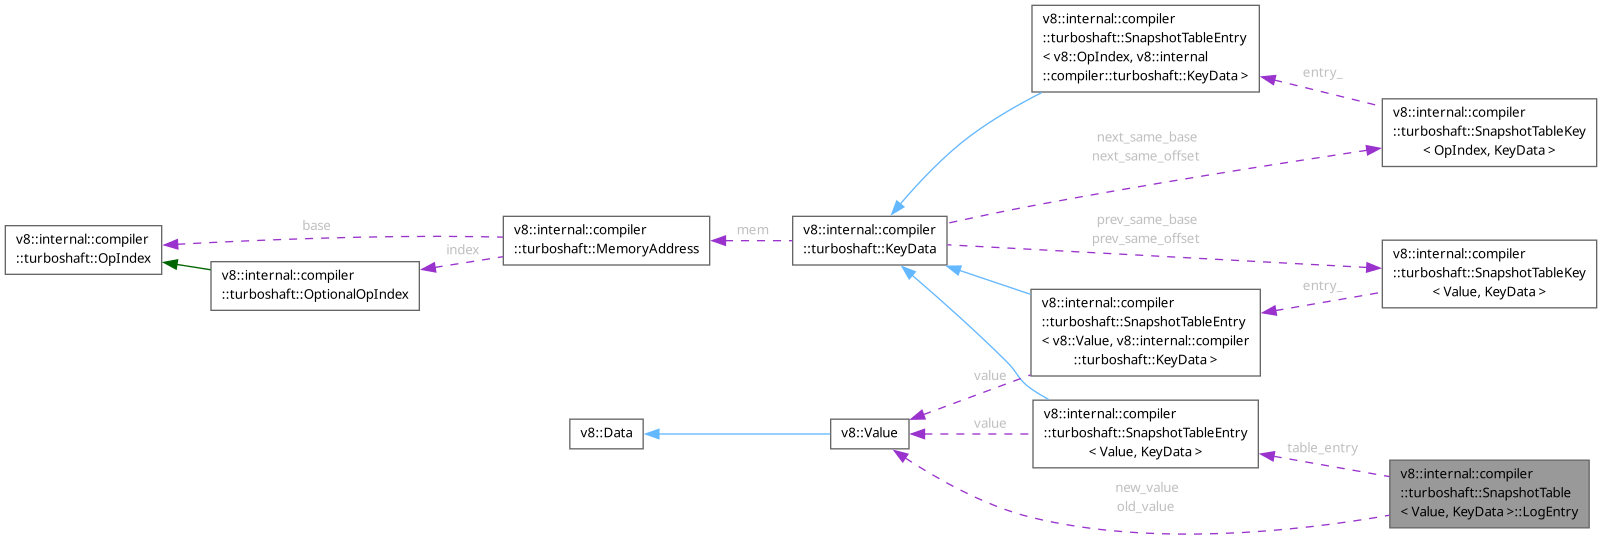 v8::internal::compiler
::turboshaft::SnapshotTableEntry
< v8::OpIndex, v8::internal
::compiler::turboshaft::KeyData >
entry_
v8::internal::compiler
::turboshaft::SnapshotTableKey
< OpIndex, KeyData >
next_same_base
next_same_offset
v8::internal::compiler
::turboshaft::OpIndex
base
v8::internal::compiler
::turboshaft::OptionalOpIndex
index
v8::internal::compiler
::turboshaft::MemoryAddress
mem
v8::internal::compiler
::turboshaft::KeyData
prev_same_base
prev_same_offset
v8::internal::compiler
::turboshaft::SnapshotTableKey
< Value, KeyData >
entry_
v8::internal::compiler
::turboshaft::SnapshotTableEntry
< v8::Value, v8::internal::compiler
::turboshaft::KeyData >
value
v8::Data
v8::Value
value
v8::internal::compiler
::turboshaft::SnapshotTableEntry
< Value, KeyData >
table_entry
new_value
old_value
v8::internal::compiler
::turboshaft::SnapshotTable
< Value, KeyData >::LogEntry